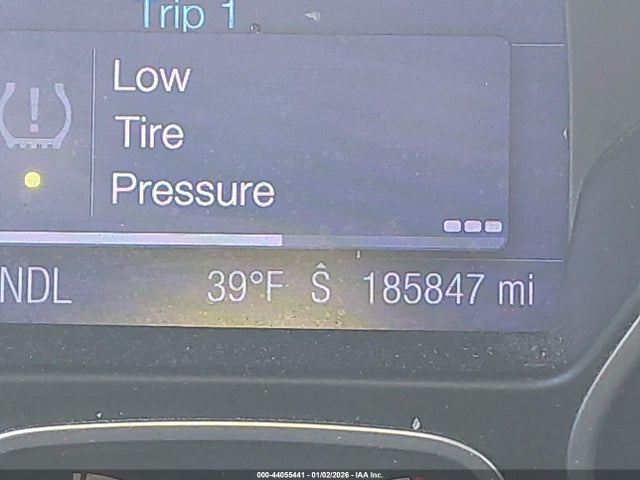 Trip 1
Low
Tire
Pressure
NDL 39°F Ŝ 185847 mi
000-44055441 - 01/02/2026 - IAA Inc.